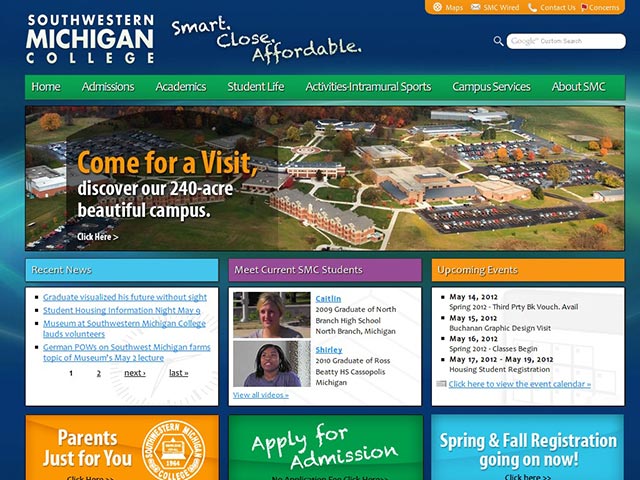 SOUTHWESTERN
MICHIGAN
COLLEGE
Smart.
Close.
Affordable.
Maps SMC Wired Contact Us Concerns
Google Custom Search
Home Admissions Academics Student Life Activities-Intramural Sports Campus Services About SMC
Come for a Visit,
discover our 240-acre
beautiful campus.
Click Here >
Recent News
Graduate visualized his future without sight
Student Housing Information Night May 9
Museum at Southwestern Michigan College
lauds volunteers
German POWs on Southwest Michigan farms
topic of Museum's May 2 lecture
1 2 next › last »
Meet Current SMC Students
Caitlin
2009 Graduate of North
Branch High School
North Branch, Michigan
Shirley
2010 Graduate of Ross
Beatty HS Cassopolis
Michigan
View all videos »
Upcoming Events
May 14, 2012
Spring 2012 - Third Prty Bk Vouch. Avail
May 15, 2012
Buchanan Graphic Design Visit
May 16, 2012
Spring 2012 - Classes Begin
May 17, 2012 - May 19, 2012
Housing Student Registration
Click here to view the event calendar »
Parents
Just for You
Click Here >>
SOUTHWESTERN MICHIGAN COLLEGE
1964
Apply for
Admission
No Application Fee Click Here>>
Spring & Fall Registration
going on now!
Click here >>